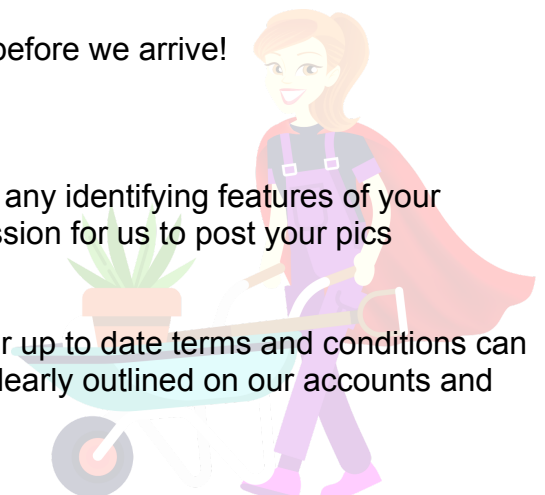 before we arrive!
any identifying features of your
ssion for us to post your pics
r up to date terms and conditions can
learly outlined on our accounts and